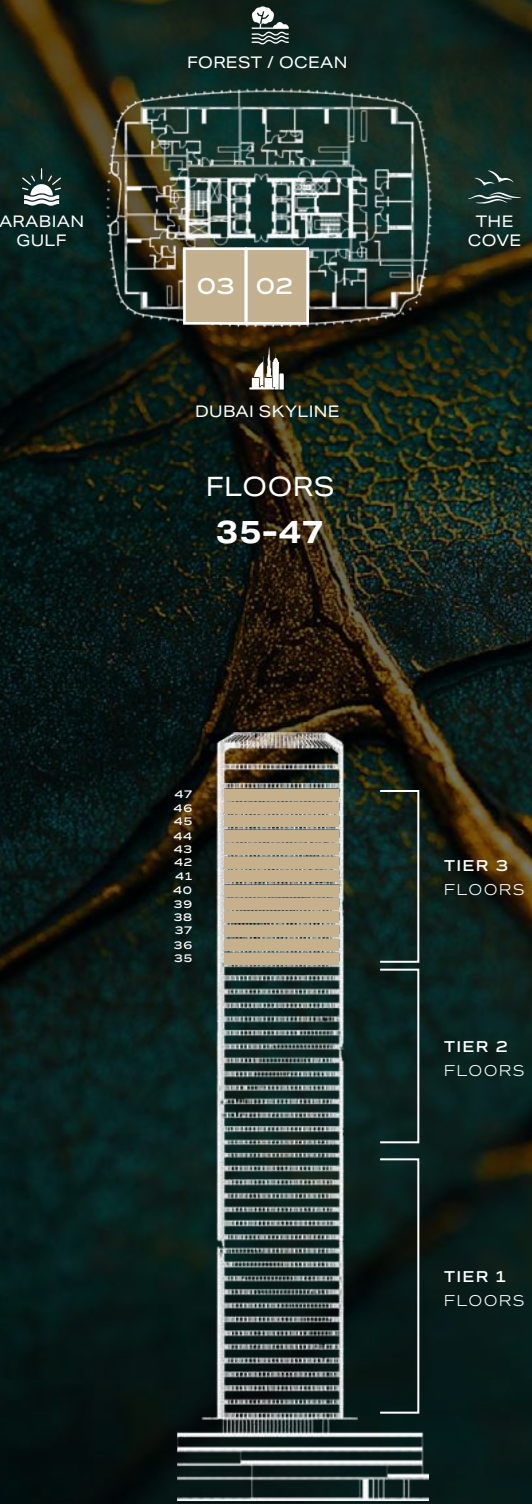 FOREST / OCEAN
ARABIAN
GULF
THE
COVE
03
02
DUBAI SKYLINE
FLOORS
35-47
47
46
45
44
43
42
41
40
39
38
37
36
35
TIER 3
FLOORS
TIER 2
FLOORS
TIER 1
FLOORS